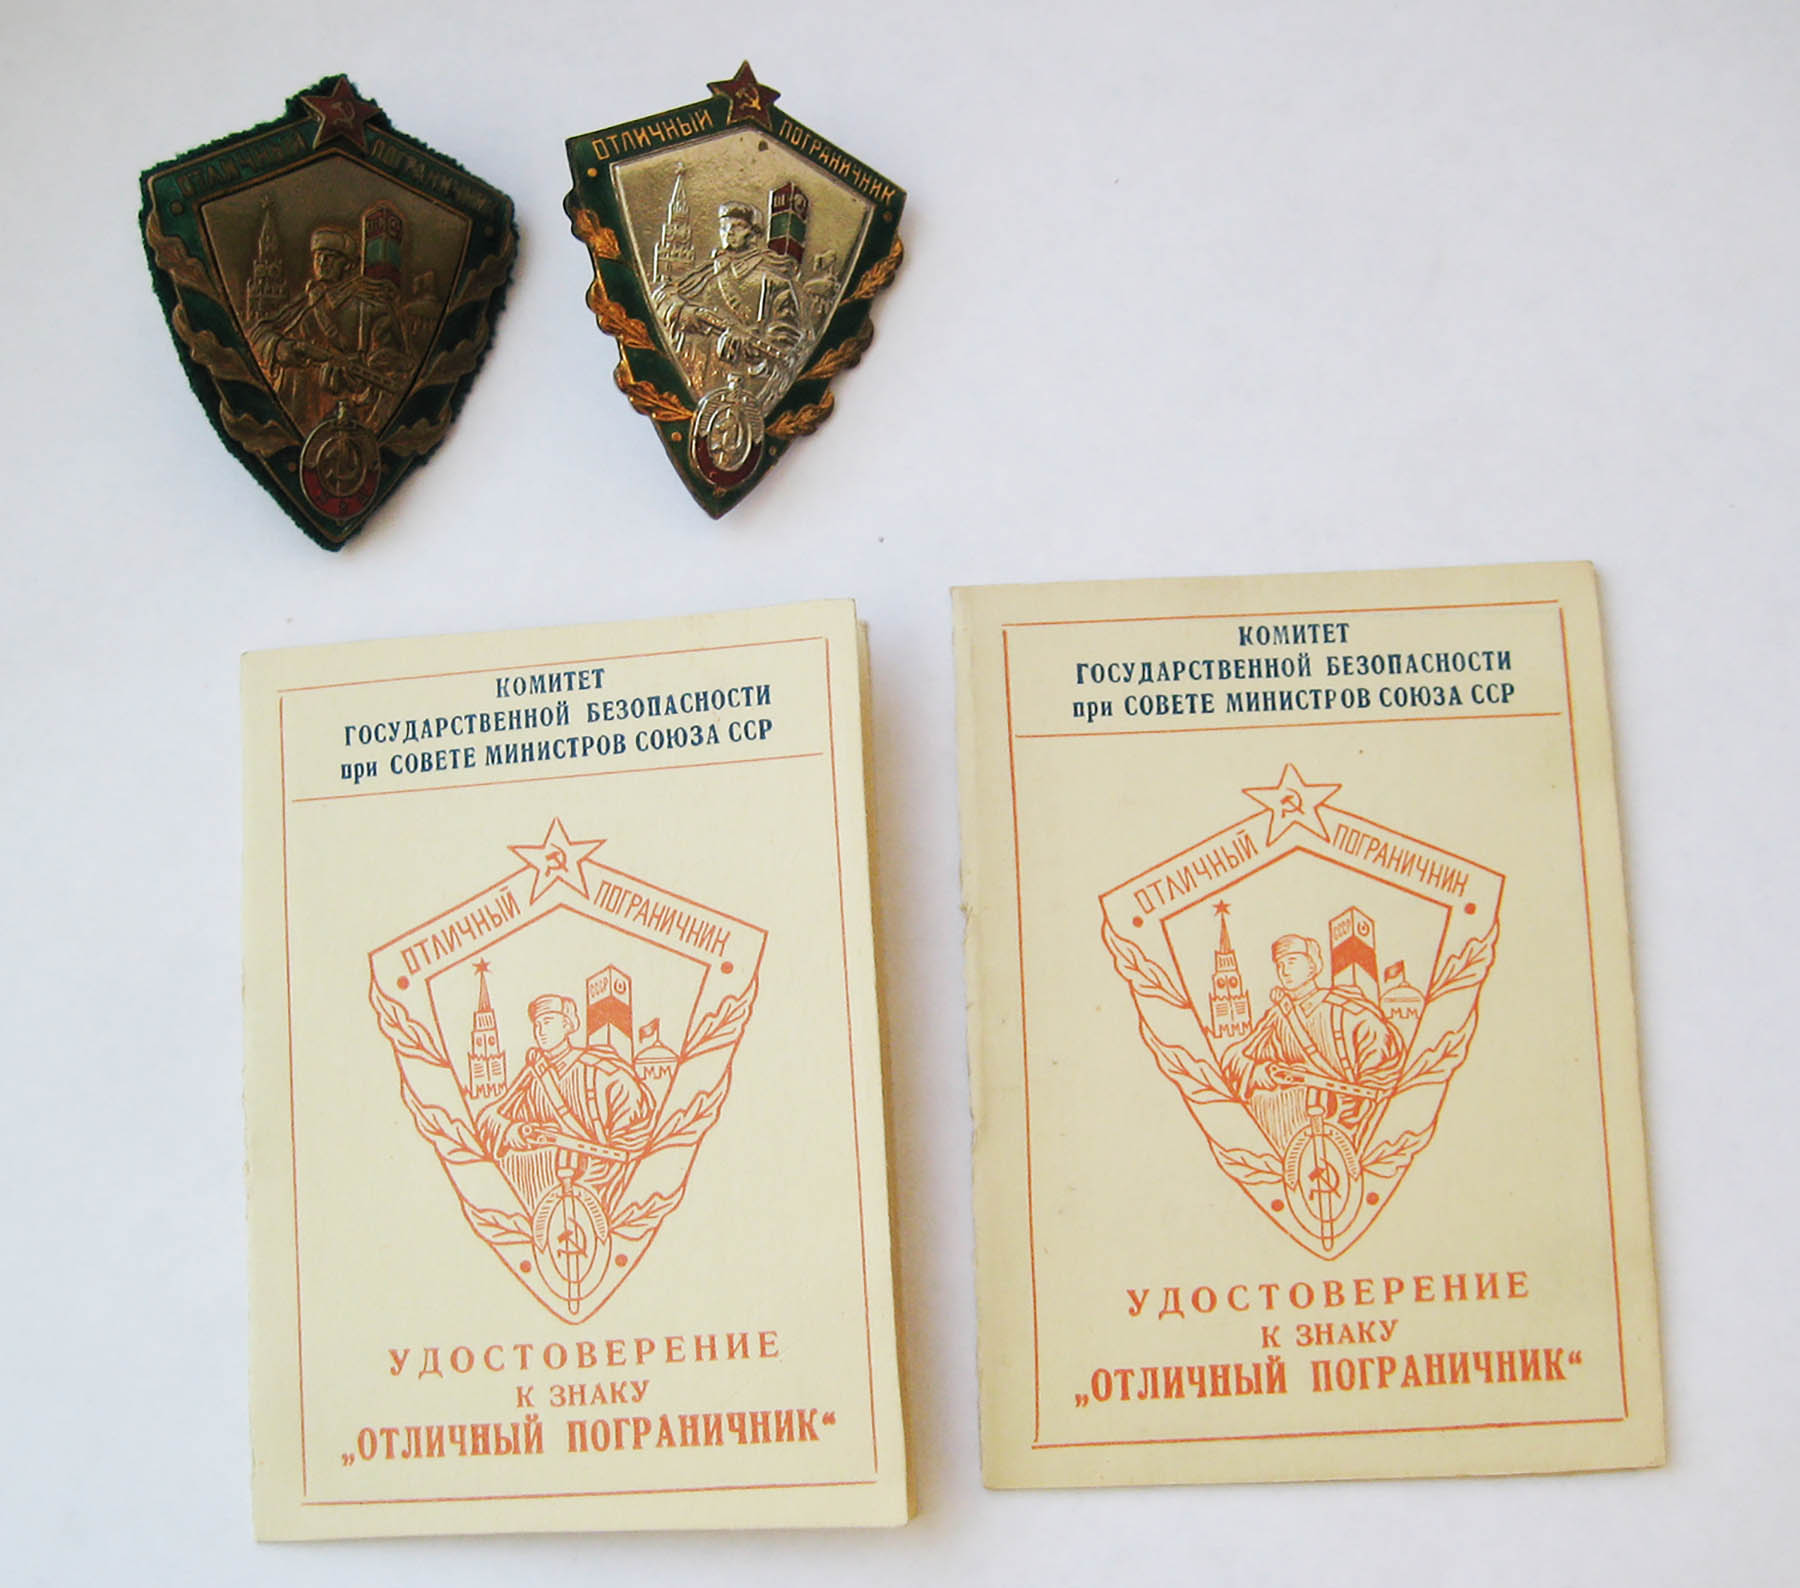 ОТЛИЧНЫЙ ПОГРАНИЧНИК
ОТЛИЧНЫЙ ПОГРАНИЧНИК
КОМИТЕТ
ГОСУДАРСТВЕННОЙ БЕЗОПАСНОСТИ
при СОВЕТЕ МИНИСТРОВ СОЮЗА ССР
ОТЛИЧНЫЙ ПОГРАНИЧНИК
СССР
УДОСТОВЕРЕНИЕ
К ЗНАКУ
„ОТЛИЧНЫЙ ПОГРАНИЧНИК“
КОМИТЕТ
ГОСУДАРСТВЕННОЙ БЕЗОПАСНОСТИ
при СОВЕТЕ МИНИСТРОВ СОЮЗА ССР
ОТЛИЧНЫЙ ПОГРАНИЧНИК
СССР
УДОСТОВЕРЕНИЕ
К ЗНАКУ
„ОТЛИЧНЫЙ ПОГРАНИЧНИК“